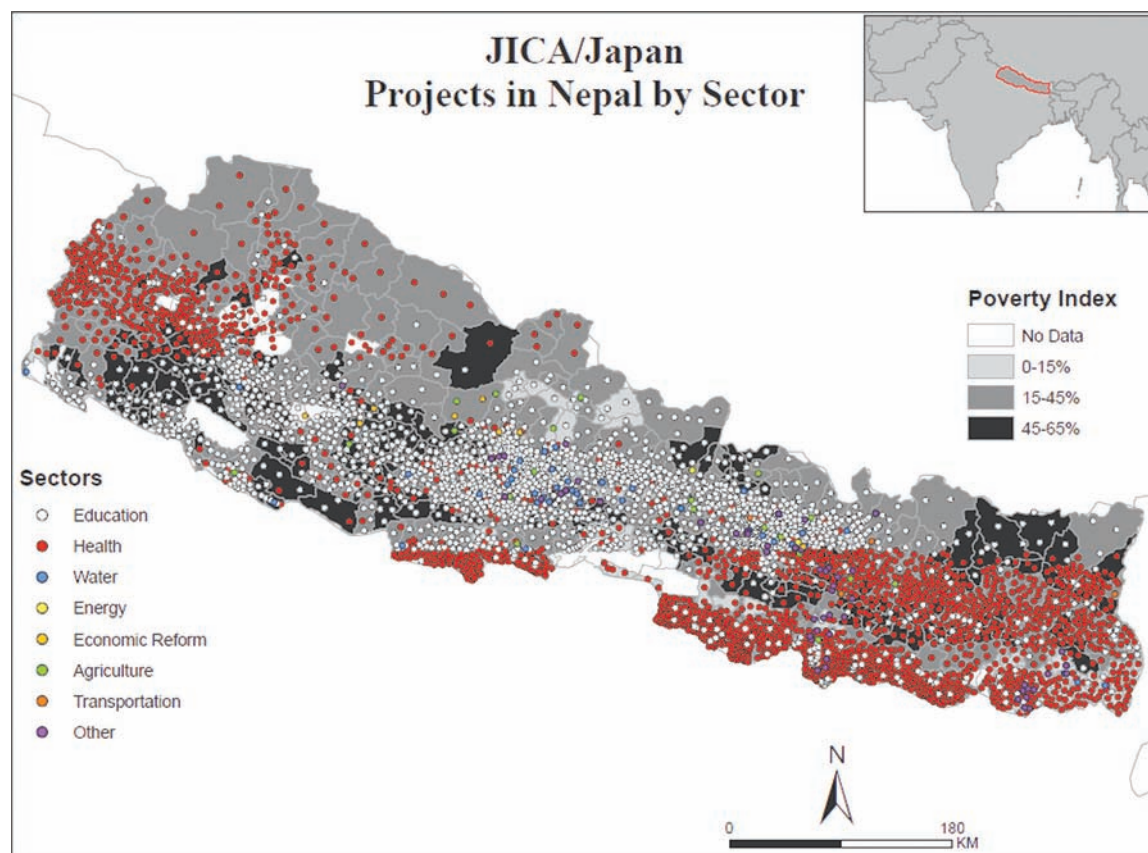 JICA/Japan
Projects in Nepal by Sector
Poverty Index
No Data
0-15%
15-45%
45-65%
Sectors
Education
Health
Water
Energy
Economic Reform
Agriculture
Transportation
Other
N
0
180
KM